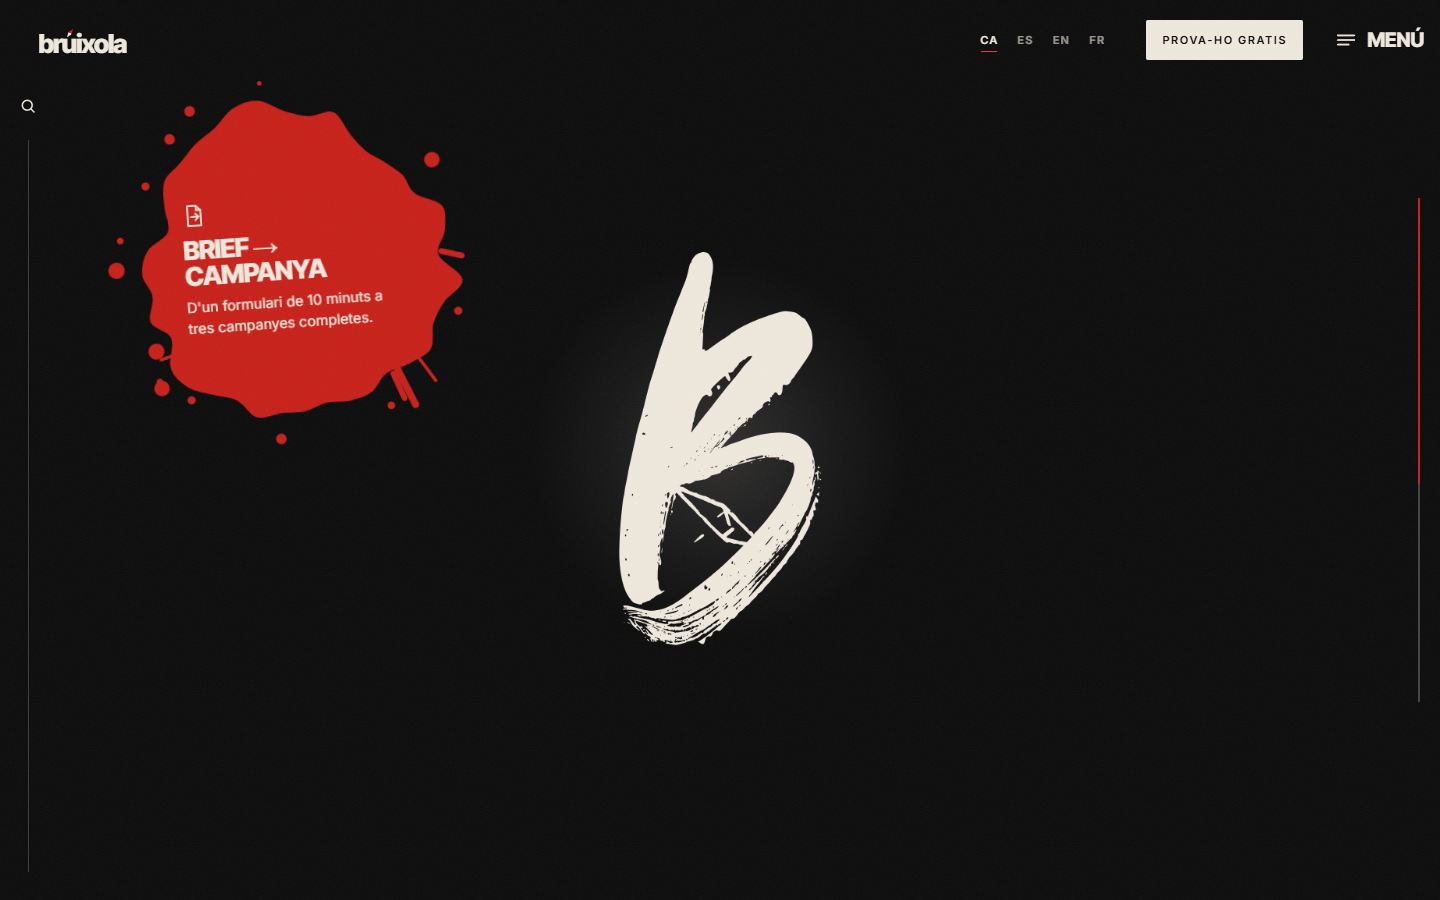 brúixola
CA ES EN FR
PROVA-HO GRATIS
MENÚ
BRIEF→
CAMPANYA
D'un formulari de 10 minuts a
tres campanyes completes.
B